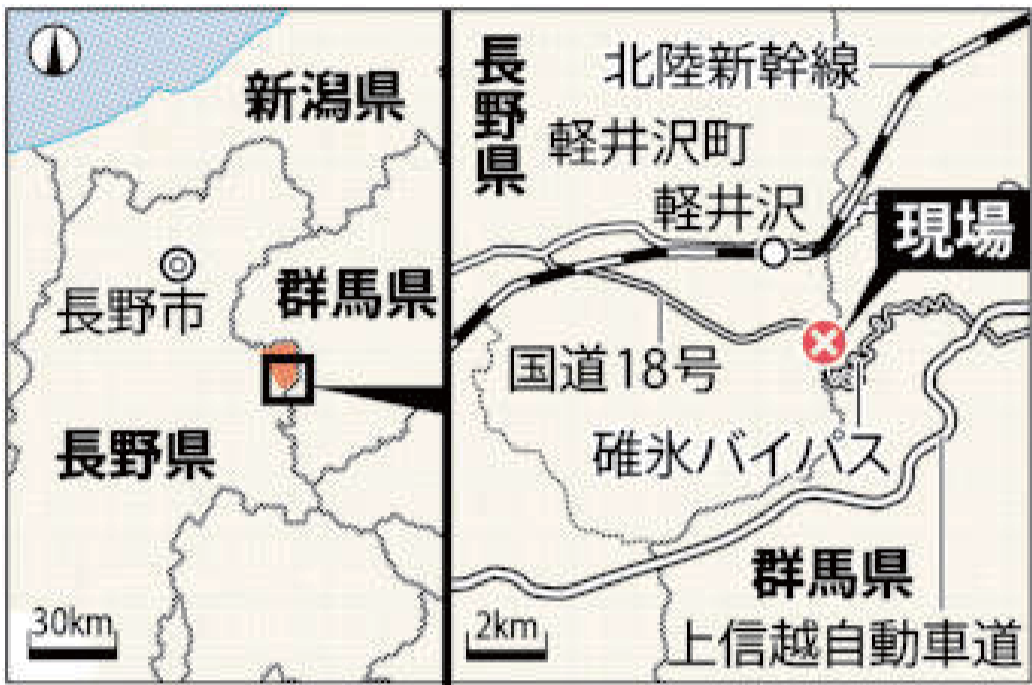 新潟県
長野市
群馬県
長野県
30km
長野県
北陸新幹線
軽井沢町
軽井沢
現場
国道18号
碓氷バイパス
群馬県
上信越自動車道
2km